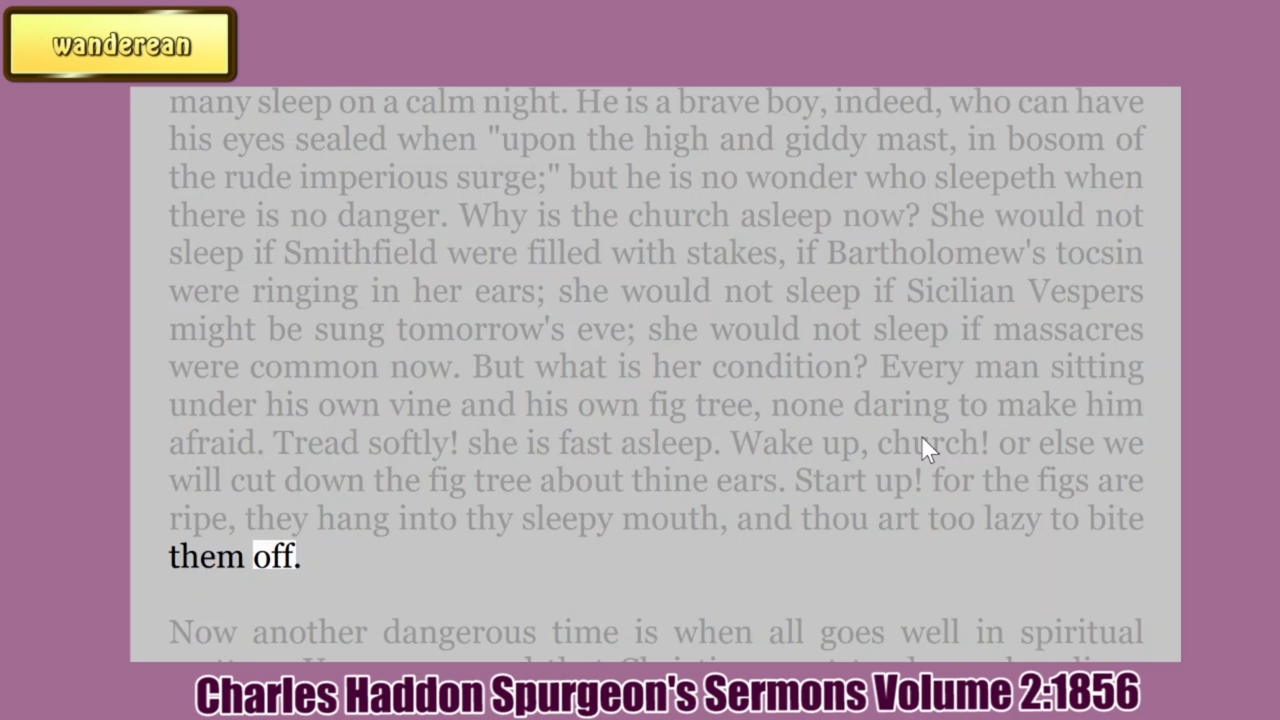 wanderean
many sleep on a calm night. He is a brave boy, indeed, who can have
his eyes sealed when "upon the high and giddy mast, in bosom of
the rude imperious surge;" but he is no wonder who sleepeth when
there is no danger. Why is the church asleep now? She would not
sleep if Smithfield were filled with stakes, if Bartholomew's tocsin
were ringing in her ears; she would not sleep if Sicilian Vespers
might be sung tomorrow's eve; she would not sleep if massacres
were common now. But what is her condition? Every man sitting
under his own vine and his own fig tree, none daring to make him
afraid. Tread softly! she is fast asleep. Wake up, church! or else we
will cut down the fig tree about thine ears. Start up! for the figs are
ripe, they hang into thy sleepy mouth, and thou art too lazy to bite
them off.
Now another dangerous time is when all goes well in spiritual
Charles Haddon Spurgeon's Sermons Volume 2:1856